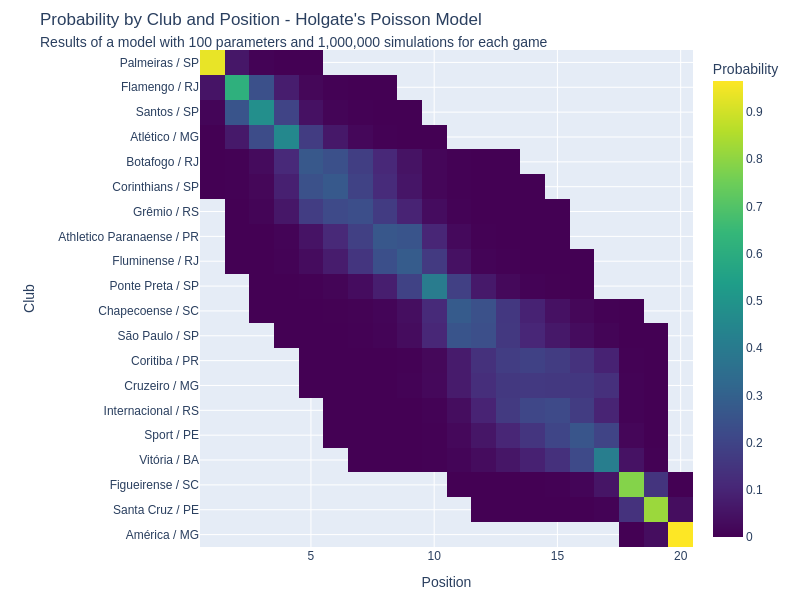 Probability by Club and Position - Holgate's Poisson Model
Results of a model with 100 parameters and 1,000,000 simulations for each game
Probability
Palmeiras / SP
Flamengo / RJ
Santos / SP
Atlético / MG
Botafogo / RJ
Corinthians / SP
Grêmio / RS
Athletico Paranaense / PR
Fluminense / RJ
Ponte Preta / SP
Chapecoense / SC
São Paulo / SP
Coritiba / PR
Cruzeiro / MG
Internacional / RS
Sport / PE
Vitória / BA
Figueirense / SC
Santa Cruz / PE
América / MG
Club
5
10
15
20
Position
0.9
0.8
0.7
0.6
0.5
0.4
0.3
0.2
0.1
0